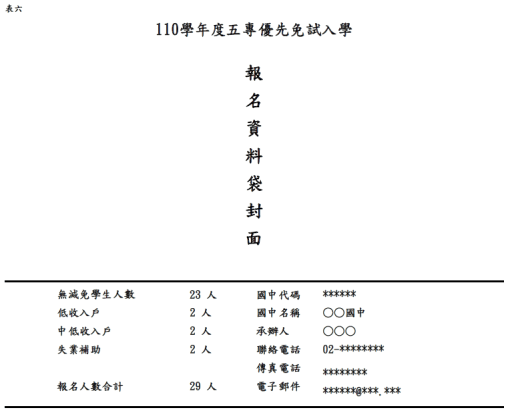 表六
110學年度五專優先免試入學
報
名
資
料
袋
封
面
無減免學生人數 23 人 國中代碼 ******
低收入戶 2 人 國中名稱 ○○國中
中低收入戶 2 人 承辦人 ○○○
失業補助 2 人 聯絡電話 02-********
傳真電話 ********
報名人數合計 29 人 電子郵件 ******@***.***